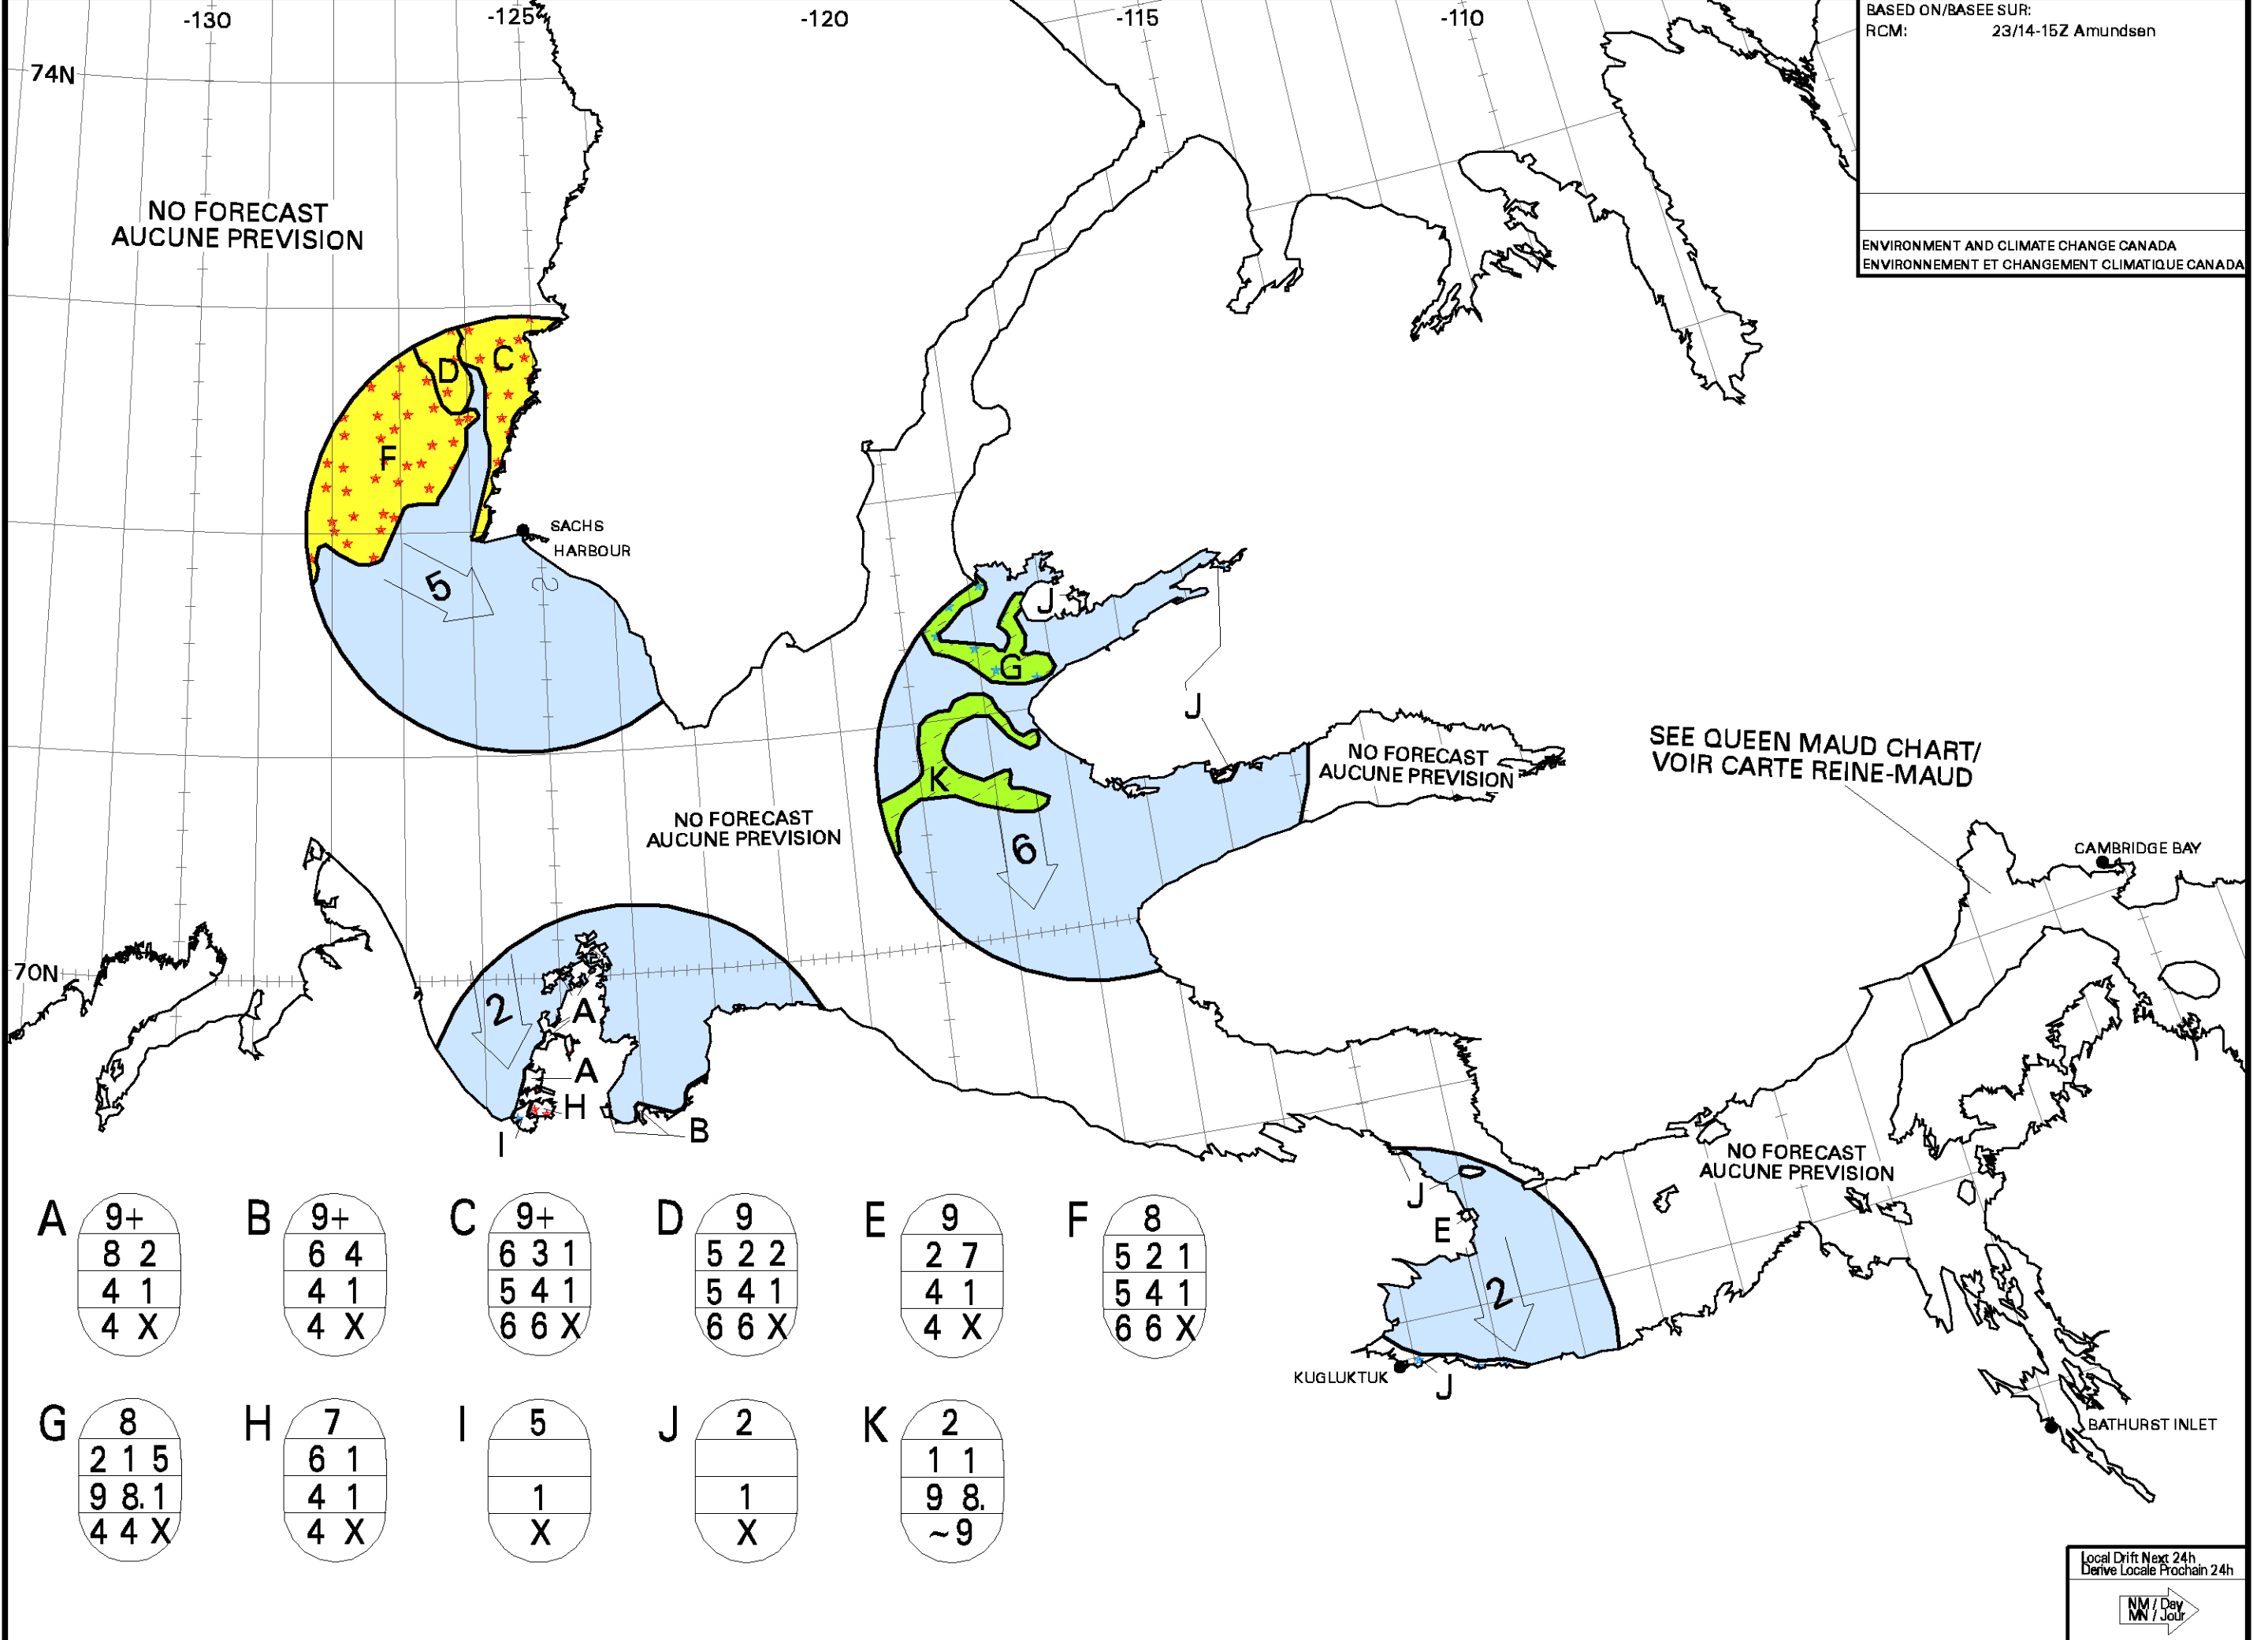 -130
-125
-120
-115
-110
BASED ON/BASEE SUR:
RCM: 23/14-15Z Amundsen
74N
NO FORECAST
AUCUNE PREVISION
ENVIRONMENT AND CLIMATE CHANGE CANADA
ENVIRONNEMENT ET CHANGEMENT CLIMATIQUE CANADA
C
D
F
SACHS
HARBOUR
5
2
J
G
J
SEE QUEEN MAUD CHART/
VOIR CARTE REINE-MAUD
NO FORECAST
AUCUNE PREVISION
K
NO FORECAST
AUCUNE PREVISION
6
CAMBRIDGE BAY
70N
2
A
A
H
B
I
NO FORECAST
AUCUNE PREVISION
J
E
2
KUGLUKTUK
J
BATHURST INLET
A
9+
8 2
4 1
4 X
B
9+
6 4
4 1
4 X
C
9+
6 3 1
5 4 1
6 6 X
D
9
5 2 2
5 4 1
6 6 X
E
9
2 7
4 1
4 X
F
8
5 2 1
5 4 1
6 6 X
G
8
2 1 5
9 8. 1
4 4 X
H
7
6 1
4 1
4 X
I
5
1
X
J
2
1
X
K
2
1 1
9 8.
~9
Local Drift Next 24h
Derive Locale Prochain 24h
NM / Day
MN / Jour